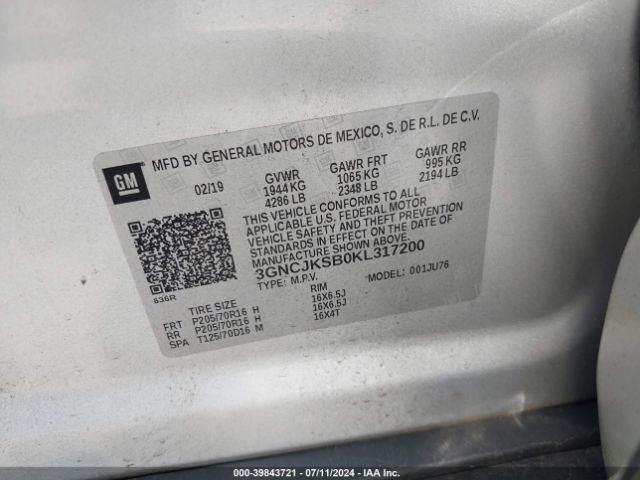 MFD BY GENERAL MOTORS DE MEXICO, S. DE R.L. DE C.V.
GM
02/19 GVWR GAWR FRT GAWR RR
1944 KG 1065 KG 995 KG
4286 LB 2348 LB 2194 LB
THIS VEHICLE CONFORMS TO ALL
APPLICABLE U.S. FEDERAL MOTOR
VEHICLE SAFETY AND THEFT PREVENTION
STANDARDS IN EFFECT ON THE DATE OF
MANUFACTURE SHOWN ABOVE.
3GNCJKSB0KL317200
TYPE: M.P.V. MODEL: 001JU76
636R
TIRE SIZE RIM
FRT P205/70R16 H 16X6.5J
RR P205/70R16 H 16X6.5J
SPA T125/70D16 M 16X4T
000-39843721 - 07/11/2024 - IAA Inc.